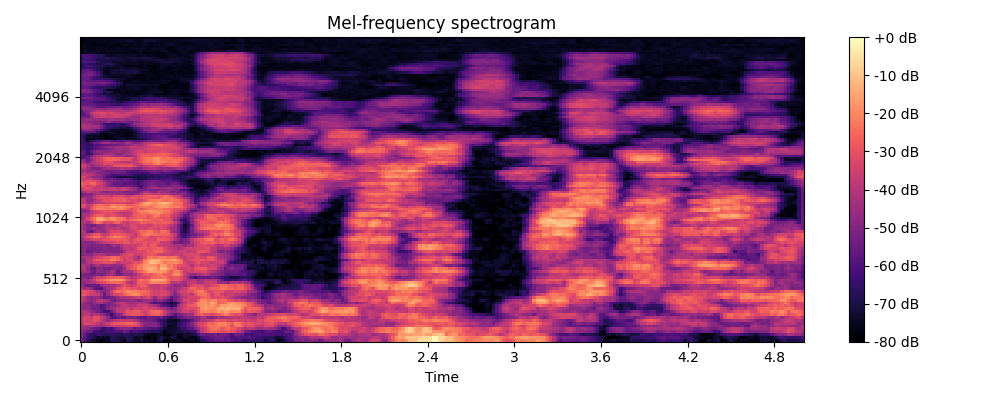 Mel-frequency spectrogram
+0 dB
-10 dB
-20 dB
-30 dB
-40 dB
-50 dB
-60 dB
-70 dB
-80 dB
4096
2048
1024
512
0
Hz
0 0.6 1.2 1.8 2.4 3 3.6 4.2 4.8
Time